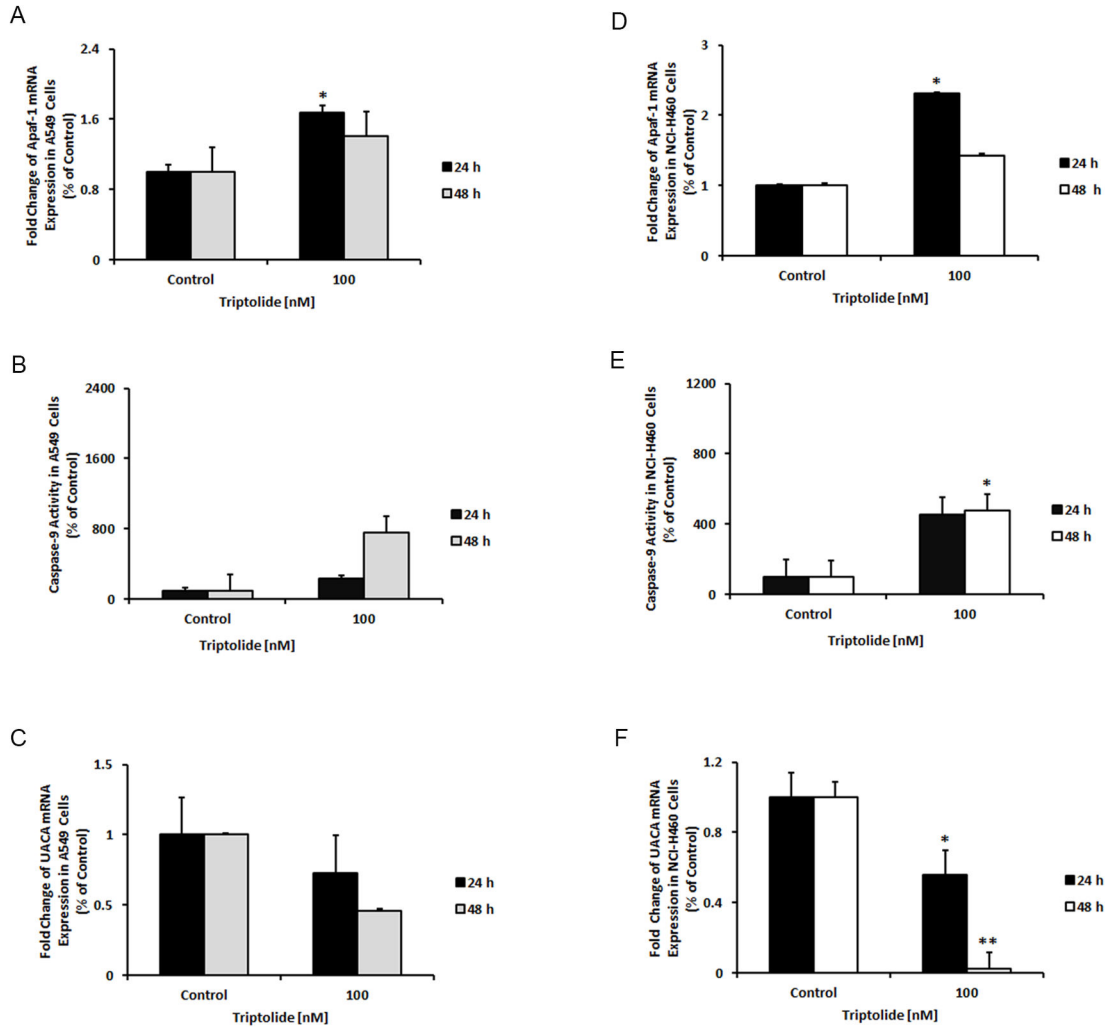 A
Fold Change of Apaf-1 mRNA
Expression in A549 Cells
(% of Control)
2.4
1.6
0.8
0
*
Control
100
Triptolide [nM]
24 h
48 h
D
Fold Change of Apaf-1 mRNA
Expression in NCI-H460 Cells
(% of Control)
3
2
1
0
*
Control
100
Triptolide [nM]
24 h
48 h
B
Caspase-9 Activity in A549 Cells
(% of Control)
2400
1600
800
0
Control
100
Triptolide [nM]
24 h
48 h
E
Caspase-9 Activity in NCI-H460 Cells
(% of Control)
1200
800
400
0
*
Control
100
Triptolide [nM]
24 h
48 h
C
Fold Change of UACA mRNA
Expression in A549 Cells
(% of Control)
1.5
1
0.5
0
Control
100
Triptolide [nM]
24 h
48 h
F
Fold Change of UACA mRNA
Expression in NCI-H460 Cells
(% of Control)
1.2
0.8
0.4
0
*
**
Control
100
Triptolide [nM]
24 h
48 h